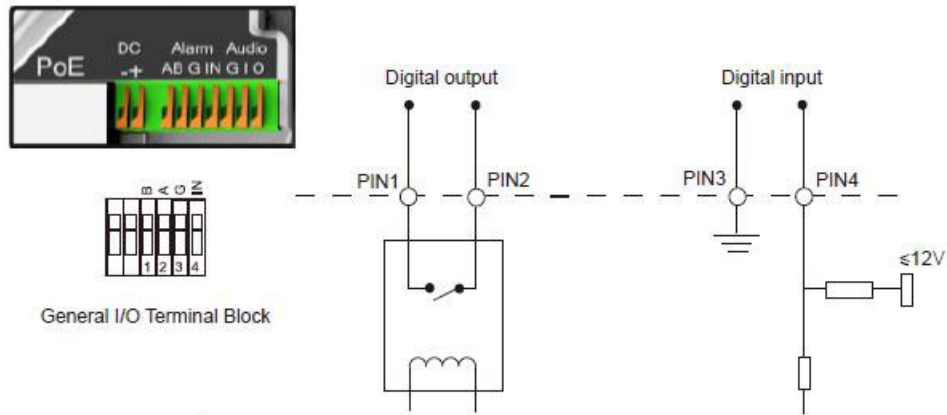 DC Alarm Audio
PoE -+ AB G IN G I O
Digital output
Digital input
PIN1
PIN2
PIN3
PIN4
B A G IN
1 2 3 4
≤12V
General I/O Terminal Block